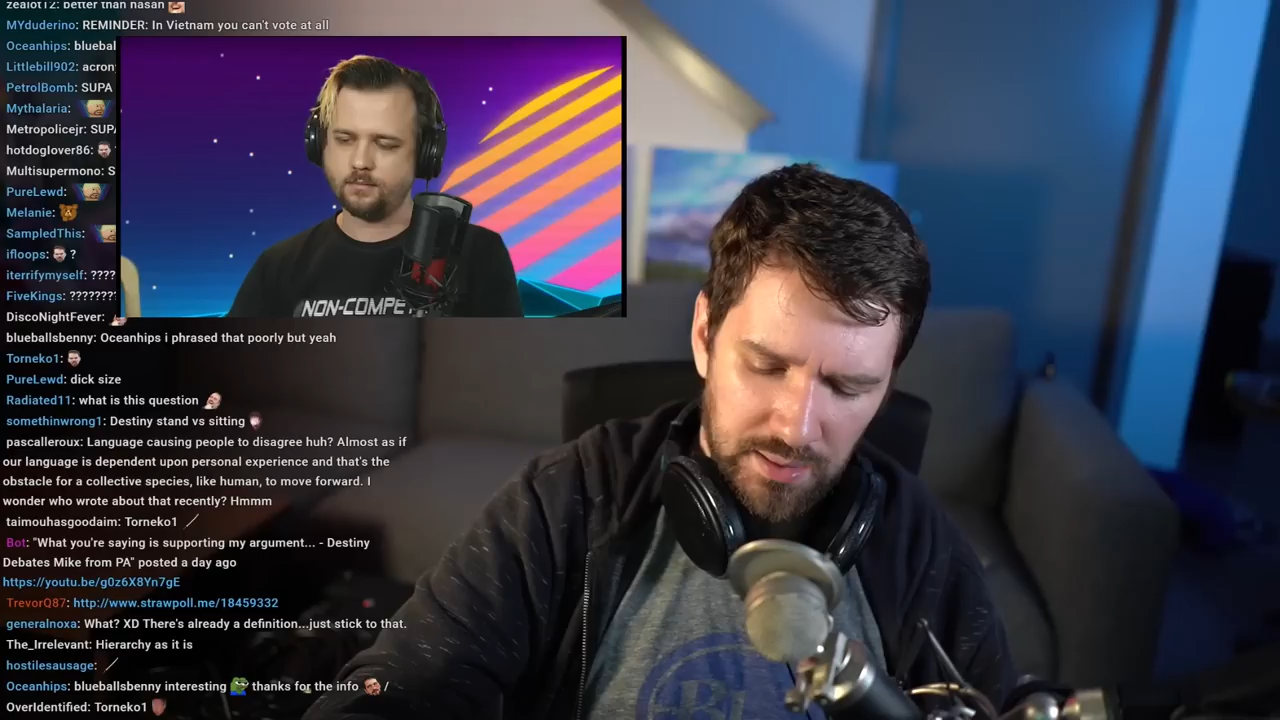 zealot12: better than hasan
MYduderino: REMINDER: In Vietnam you can't vote at all
Oceanhips: bluebal
Littlebill902: acron
PetrolBomb: SUPA
Mythalaria:
Metropolicejr: SUPA
hotdoglover86:
Multisupermono: S
PureLewd:
Melanie:
SampledThis:
ifloops: ?
iterrifymyself: ????
FiveKings: ???????
DiscoNightFever:
NON-COMPE
blueballsbenny: Oceanhips i phrased that poorly but yeah
Torneko1:
PureLewd: dick size
Radiated11: what is this question
somethinwrong1: Destiny stand vs sitting
pascalleroux: Language causing people to disagree huh? Almost as if
our language is dependent upon personal experience and that's the
obstacle for a collective species, like human, to move forward. I
wonder who wrote about that recently? Hmmm
taimouhasgoodaim: Torneko1
Bot: "What you're saying is supporting my argument... - Destiny
Debates Mike from PA" posted a day ago
https://youtu.be/g0z6X8Yn7gE
TrevorQ87: http://www.strawpoll.me/18459332
generalnoxa: What? XD There's already a definition...just stick to that.
The_Irrelevant: Hierarchy as it is
hostilesausage:
Oceanhips: blueballsbenny interesting thanks for the info /
OverIdentified: Torneko1